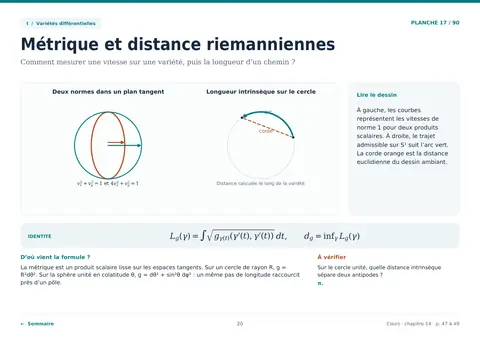 I / Variétés différentielles
PLANCHE 17 / 90
Métrique et distance riemanniennes
Comment mesurer une vitesse sur une variété, puis la longueur d'un chemin ?
Deux normes dans un plan tangent
Longueur intrinsèque sur le cercle
corde
v₁² + v₂² = 1 et 4v₁² + v₂² = 1
Distance calculée le long de la variété
Lire le dessin
À gauche, les courbes
représentent les vitesses de
norme 1 pour deux produits
scalaires. À droite, le trajet
admissible sur S¹ suit l'arc vert.
La corde orange est la distance
euclidienne du dessin ambiant.
IDENTITÉ
L_g(γ) = ∫ √(g_γ(t)(γ′(t), γ′(t))) dt, d_g = inf_γ L_g(γ)
D'où vient la formule ?
La métrique est un produit scalaire lisse sur les espaces tangents. Sur un cercle de rayon R, g =
R²dθ². Sur la sphère unité en colatitude θ, g = dθ² + sin²θ dφ² : un même pas de longitude raccourcit
près d'un pôle.
À vérifier
Sur le cercle unité, quelle distance intrinsèque
sépare deux antipodes ?
π.
← Sommaire
20
Cours · chapitre 14 · p. 47 à 49